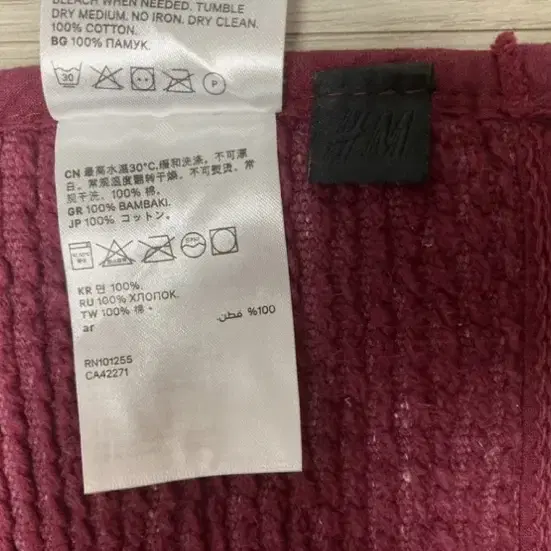 BLEACH WHEN NEEDED. TUMBLE
DRY MEDIUM. NO IRON. DRY CLEAN.
100% COTTON.
BG 100% ПАМУК.
30
P
CN 最高水温30°C,缓和洗涤,不可漂
白,常规温度翻转干燥,不可熨烫,常
规干洗,100% 棉。
GR 100% BAMBAKI.
JP 100% コットン。
KR 면 100%.
RU 100% ХЛОПОК.
TW 100% 棉。
ar
100% قطن.
RN101255
CA42271
H&M